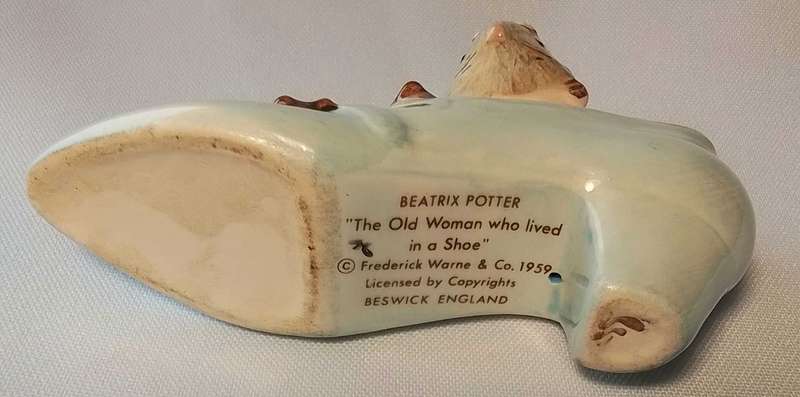 BEATRIX POTTER
"The Old Woman who lived
in a Shoe"
© Frederick Warne & Co. 1959
Licensed by Copyrights
BESWICK ENGLAND